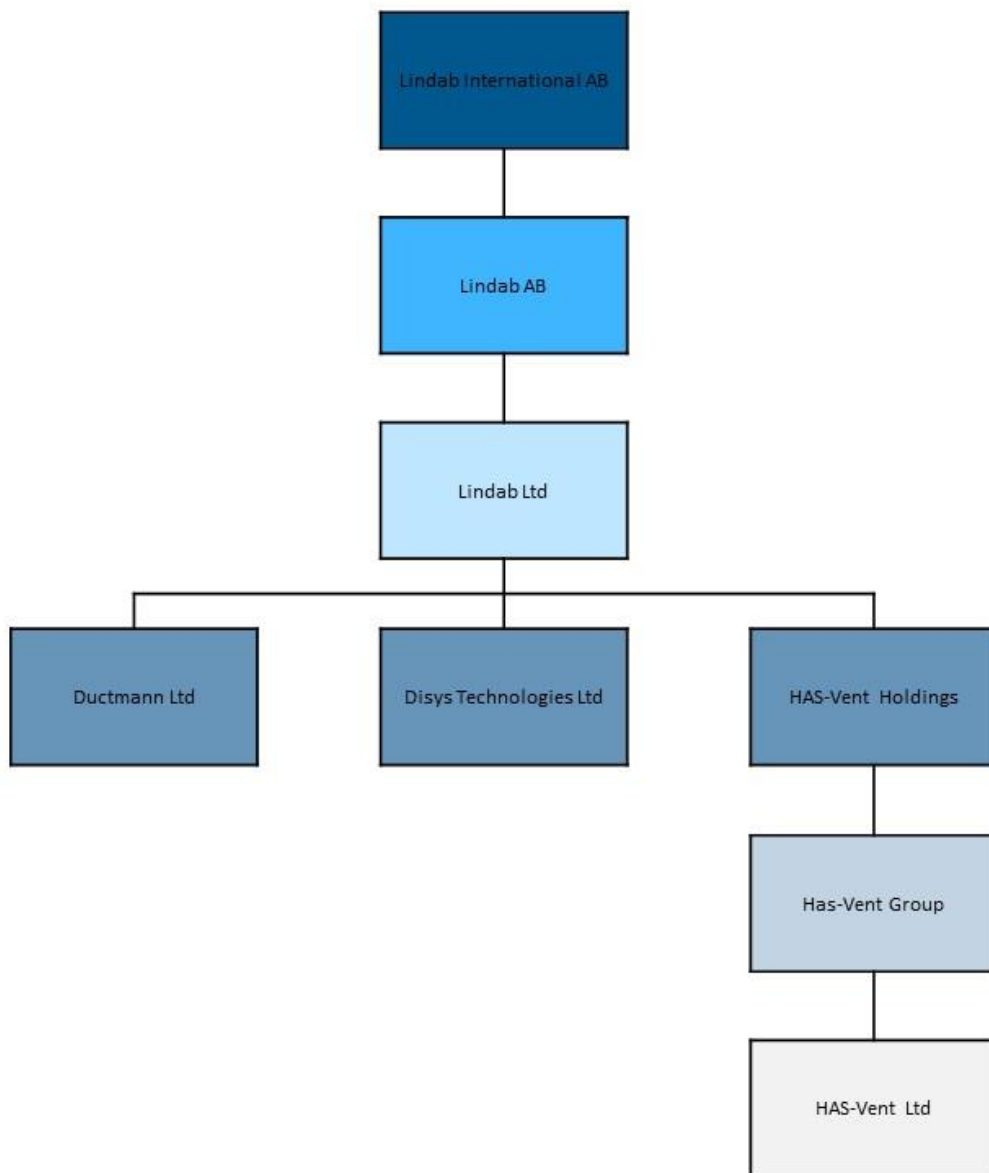 Lindab International AB
Lindab AB
Lindab Ltd
Ductmann Ltd
Disys Technologies Ltd
HAS-Vent  Holdings
Has-Vent Group
HAS-Vent  Ltd